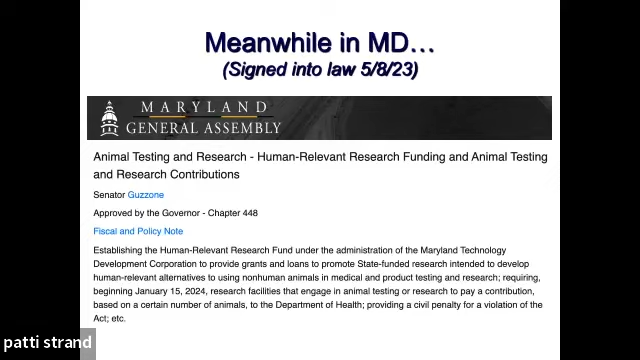 Meanwhile in MD…
(Signed into law 5/8/23)
MARYLAND
GENERAL ASSEMBLY
Animal Testing and Research - Human-Relevant Research Funding and Animal Testing
and Research Contributions
Senator Guzzone
Approved by the Governor - Chapter 448
Fiscal and Policy Note
Establishing the Human-Relevant Research Fund under the administration of the Maryland Technology
Development Corporation to provide grants and loans to promote State-funded research intended to develop
human-relevant alternatives to using nonhuman animals in medical and product testing and research; requiring,
beginning January 15, 2024, research facilities that engage in animal testing or research to pay a contribution,
based on a certain number of animals, to the Department of Health; providing a civil penalty for a violation of the
Act; etc.
patti strand